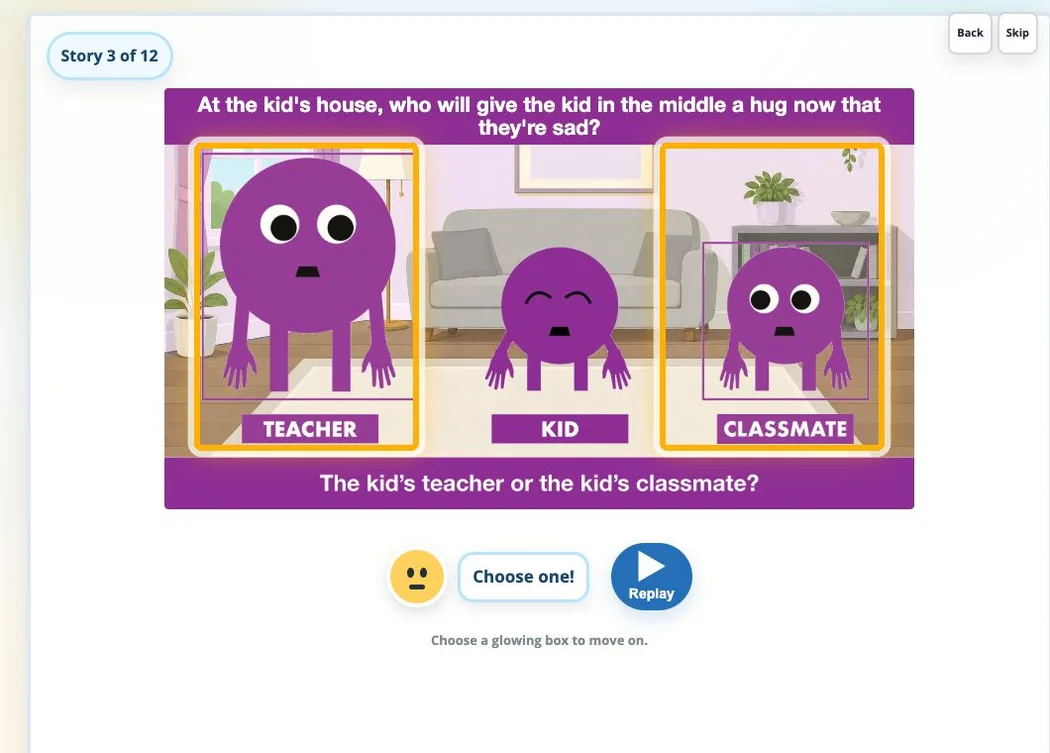 Story 3 of 12
Back
Skip
At the kid's house, who will give the kid in the middle a hug now that
they're sad?
TEACHER
KID
CLASSMATE
The kid’s teacher or the kid’s classmate?
Choose one!
Replay
Choose a glowing box to move on.